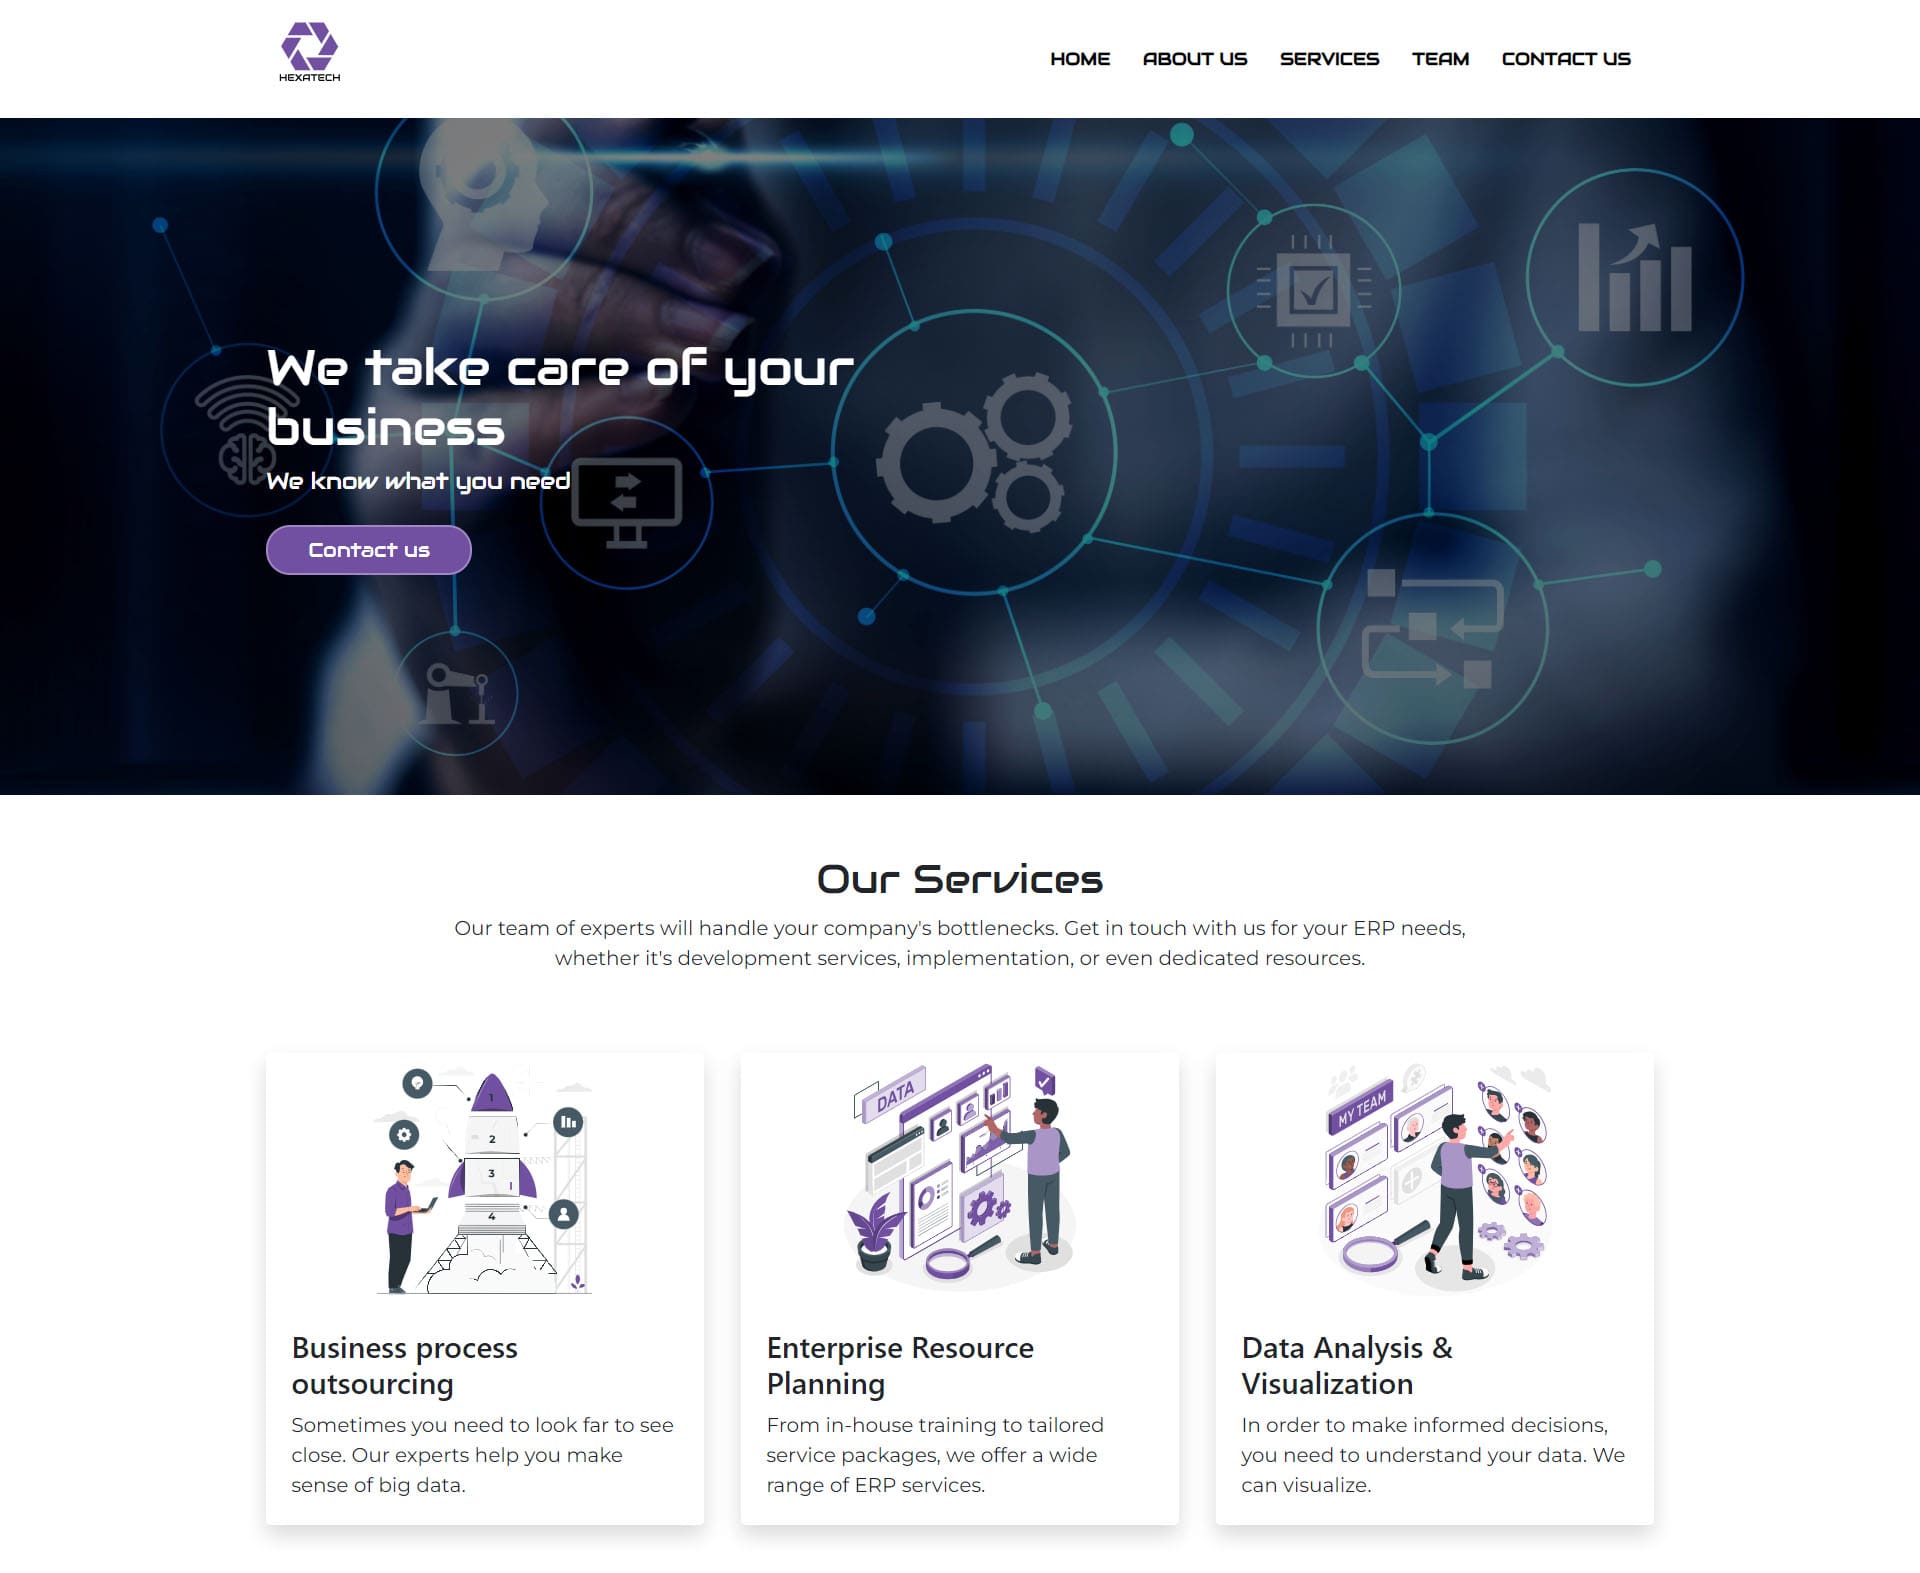 HEXATECH
HOME ABOUT US SERVICES TEAM CONTACT US
We take care of your
business
We know what you need
Contact us
Our Services
Our team of experts will handle your company's bottlenecks. Get in touch with us for your ERP needs,
whether it's development services, implementation, or even dedicated resources.
1
2
3
4
DATA
MY TEAM
Business process
outsourcing
Sometimes you need to look far to see
close. Our experts help you make
sense of big data.
Enterprise Resource
Planning
From in-house training to tailored
service packages, we offer a wide
range of ERP services.
Data Analysis &
Visualization
In order to make informed decisions,
you need to understand your data. We
can visualize.